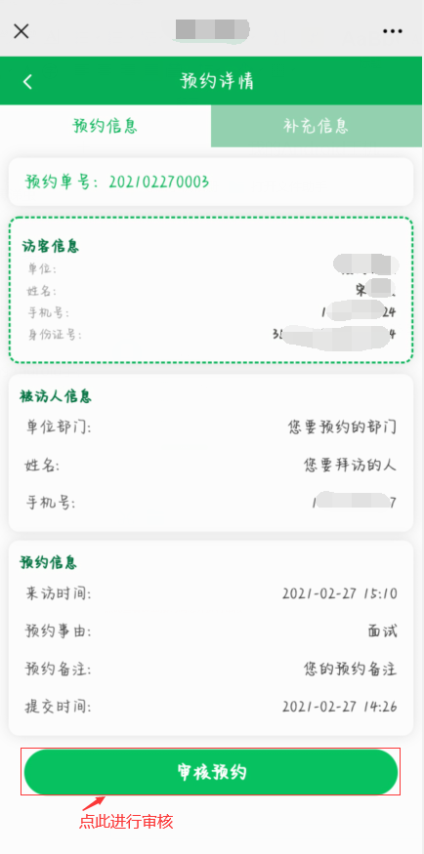 预约详情
预约信息 补充信息
预约单号: 202102270003
访客信息
单位:
姓名: 宋
手机号: 1 24
身份证号: 3 4
被访人信息
单位部门: 您要预约的部门
姓名: 您要拜访的人
手机号: 1 7
预约信息
来访时间: 2021-02-27 15:10
预约事由: 面试
预约备注: 您的预约备注
提交时间: 2021-02-27 14:26
审核预约
点此进行审核